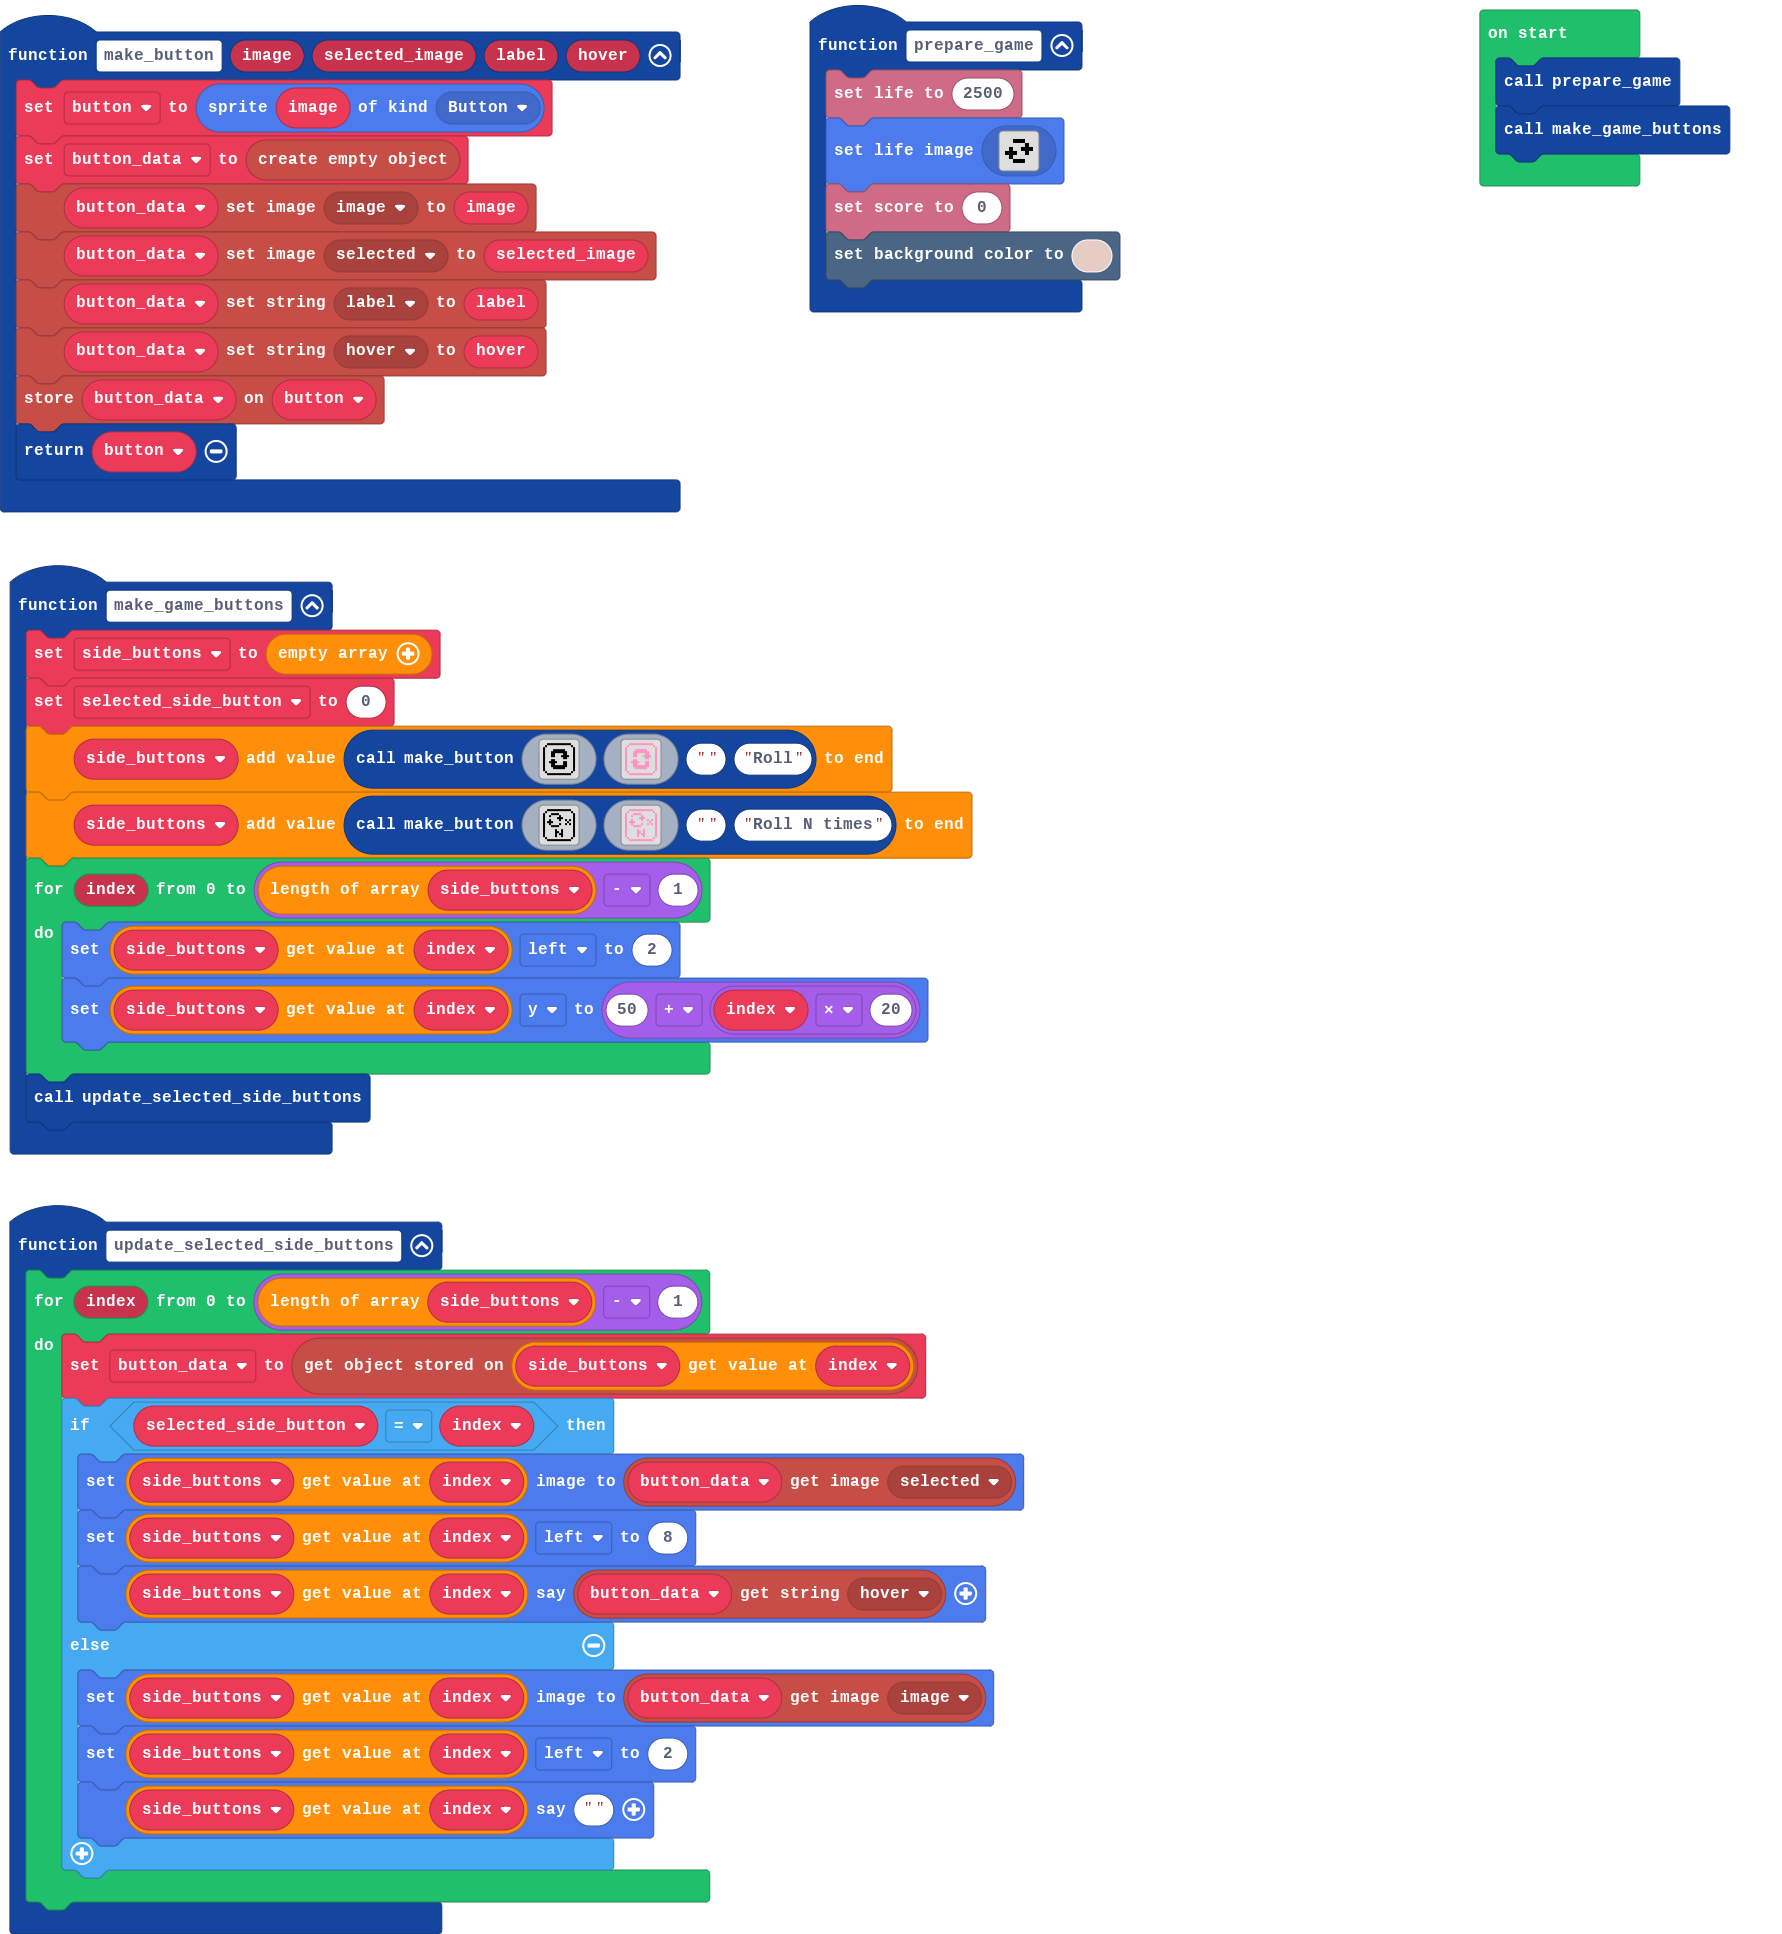 function make_button image selected_image label hover
set button to sprite image of kind Button
set button_data to create empty object
button_data set image image to image
button_data set image selected to selected_image
button_data set string label to label
button_data set string hover to hover
store button_data on button
return button
function prepare_game
set life to 2500
set life image
set score to 0
set background color to
on start
call prepare_game
call make_game_buttons
function make_game_buttons
set side_buttons to empty array
set selected_side_button to 0
side_buttons add value call make_button "" "Roll" to end
side_buttons add value call make_button N N "" "Roll N times" to end
for index from 0 to length of array side_buttons - 1
do
set side_buttons get value at index left to 2
set side_buttons get value at index y to 50 + index × 20
call update_selected_side_buttons
function update_selected_side_buttons
for index from 0 to length of array side_buttons - 1
do
set button_data to get object stored on side_buttons get value at index
if selected_side_button = index then
set side_buttons get value at index image to button_data get image selected
set side_buttons get value at index left to 8
side_buttons get value at index say button_data get string hover
else
set side_buttons get value at index image to button_data get image image
set side_buttons get value at index left to 2
side_buttons get value at index say ""